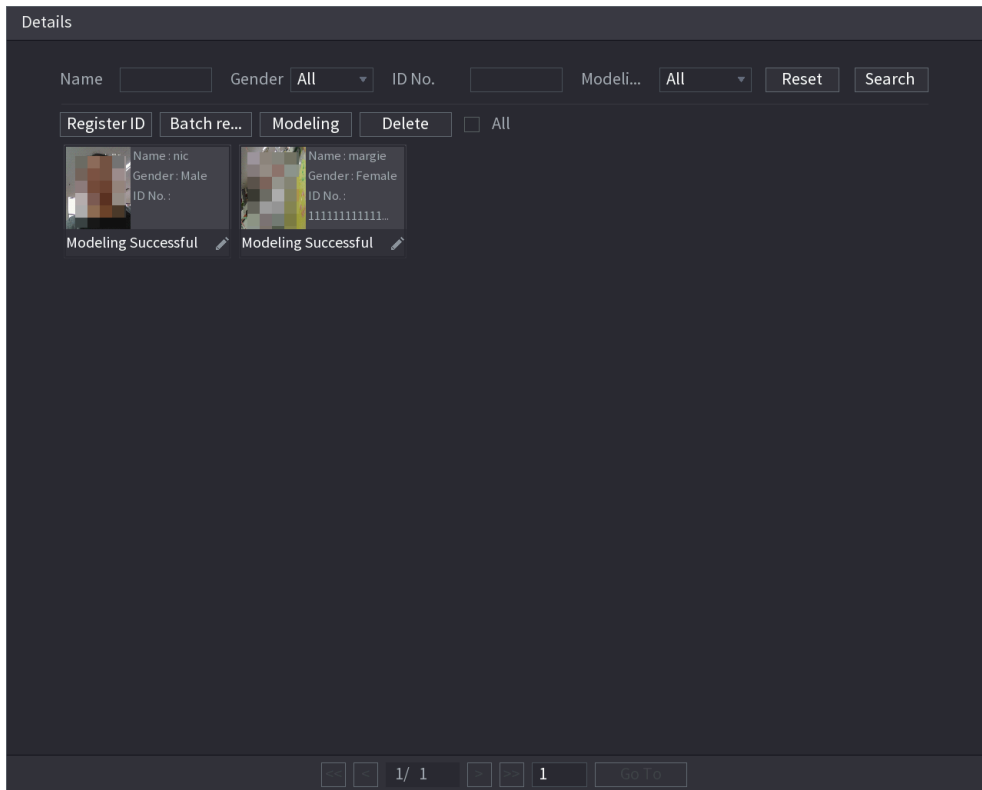 Details
Name Gender All ID No. Modeli... All Reset Search
Register ID Batch re... Modeling Delete All
Name : nic
Gender : Male
ID No. :
Modeling Successful
Name : margie
Gender : Female
ID No. :
111111111111...
Modeling Successful
<< < 1/ 1 > >> 1 Go To